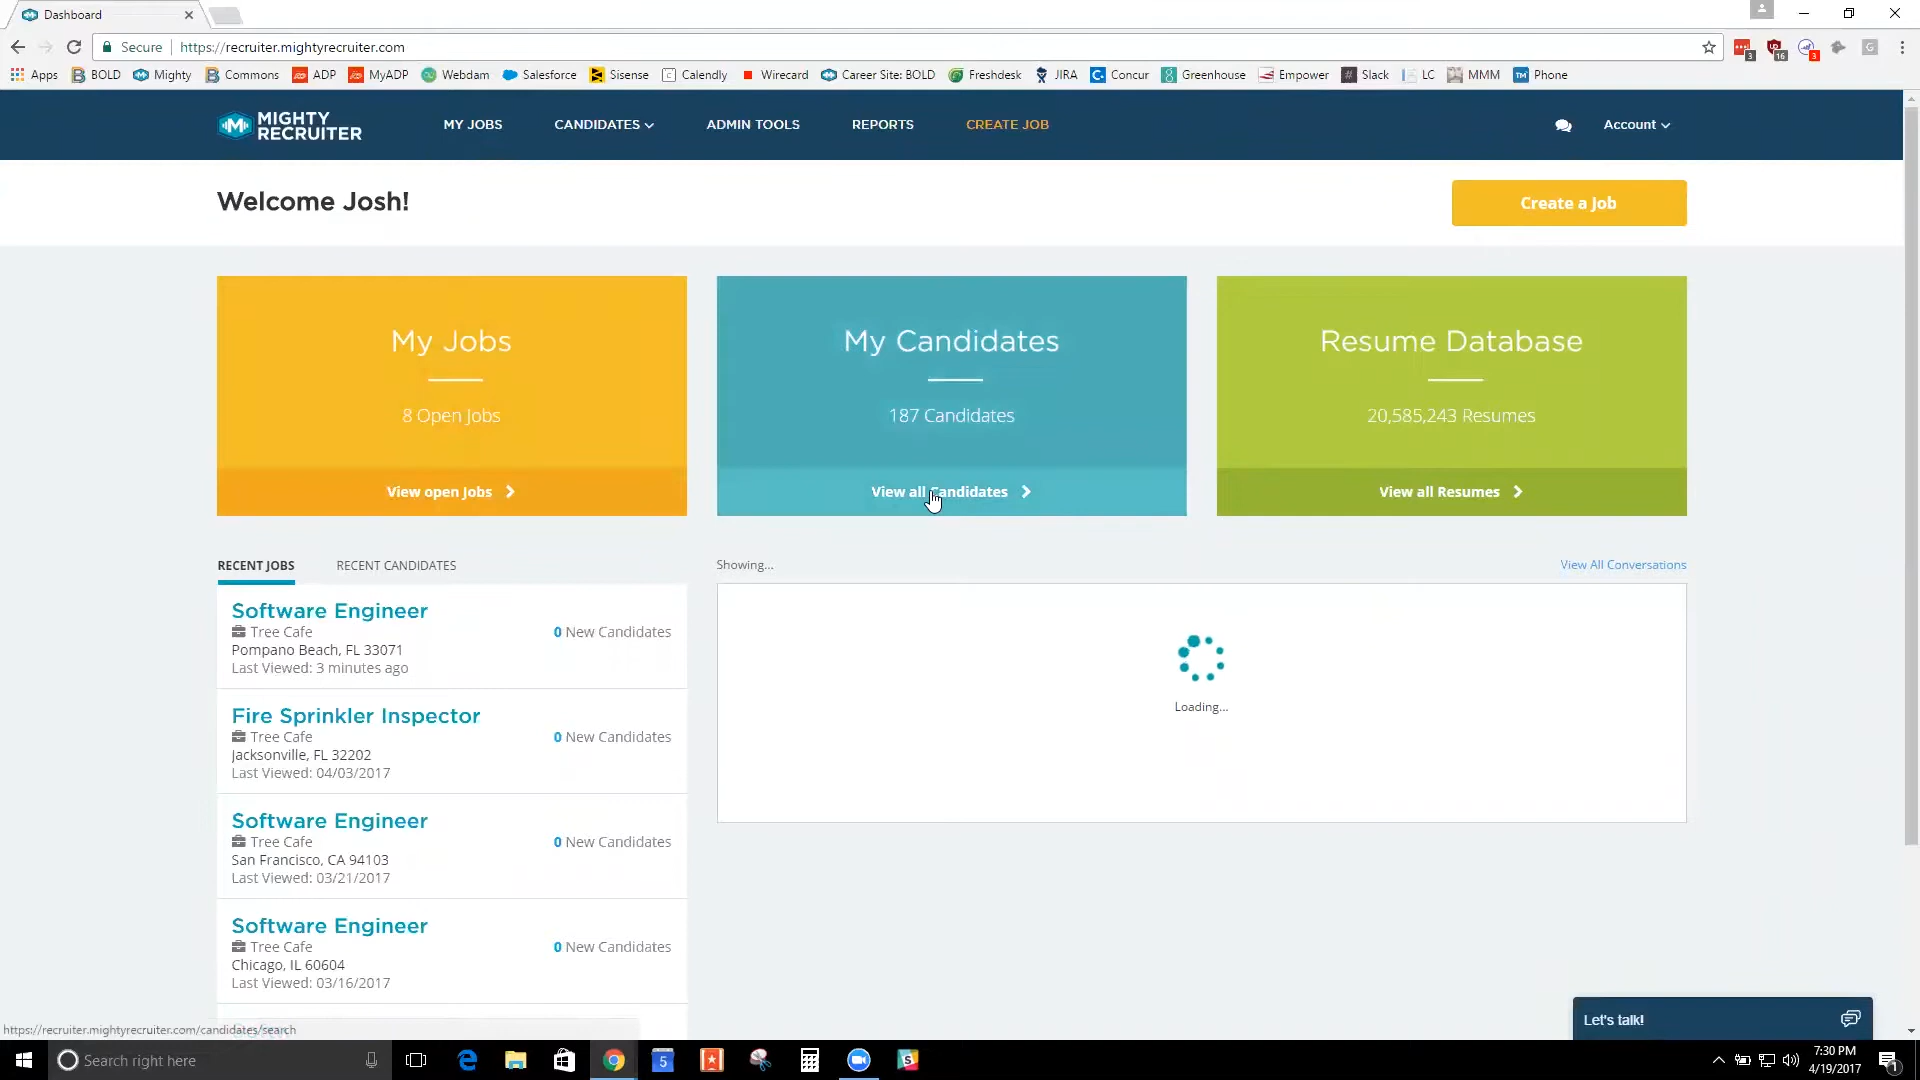 Dashboard
Secure https://recruiter.mightyrecruiter.com
3 16 3 G
Apps BOLD Mighty Commons ADP MyADP Webdam Salesforce Sisense Calendly Wirecard Career Site: BOLD Freshdesk JIRA Concur Greenhouse Empower Slack LC MMM Phone
MIGHTY RECRUITER
MY JOBS CANDIDATES ADMIN TOOLS REPORTS CREATE JOB Account
Welcome Josh!
Create a Job
My Jobs
8 Open Jobs
View open Jobs
My Candidates
187 Candidates
View all Candidates
Resume Database
20,585,243 Resumes
View all Resumes
RECENT JOBS RECENT CANDIDATES
Showing...
View All Conversations
Software Engineer
Tree Cafe
0 New Candidates
Pompano Beach, FL 33071
Last Viewed: 3 minutes ago
Fire Sprinkler Inspector
Tree Cafe
0 New Candidates
Jacksonville, FL 32202
Last Viewed: 04/03/2017
Software Engineer
Tree Cafe
0 New Candidates
San Francisco, CA 94103
Last Viewed: 03/21/2017
Software Engineer
Tree Cafe
0 New Candidates
Chicago, IL 60604
Last Viewed: 03/16/2017
Loading...
Let's talk!
https://recruiter.mightyrecruiter.com/candidates/search
Search right here
5
7:30 PM
4/19/2017
1